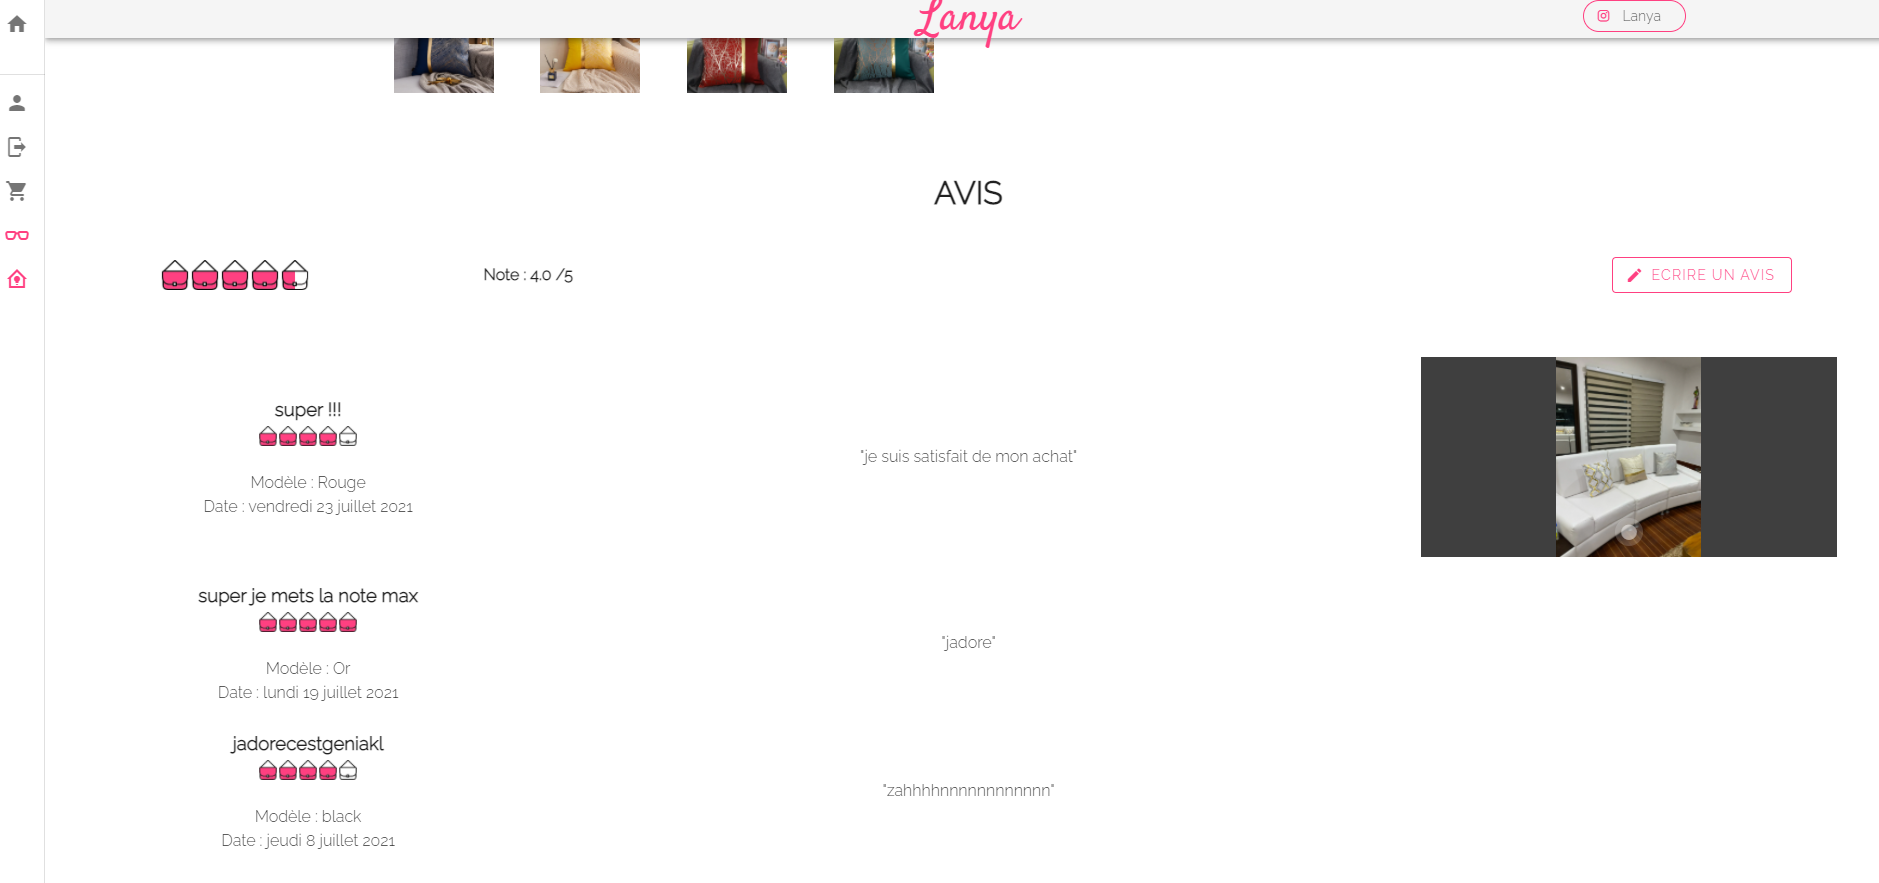 Lanya
Lanya
AVIS
Note : 4.0 /5
ECRIRE UN AVIS
super !!!
Modèle : Rouge
Date : vendredi 23 juillet 2021
"je suis satisfait de mon achat"
super je mets la note max
Modèle : Or
Date : lundi 19 juillet 2021
"jadore"
jadorecestgeniakl
Modèle : black
Date : jeudi 8 juillet 2021
"zahhhhnnnnnnnnnnnnn"